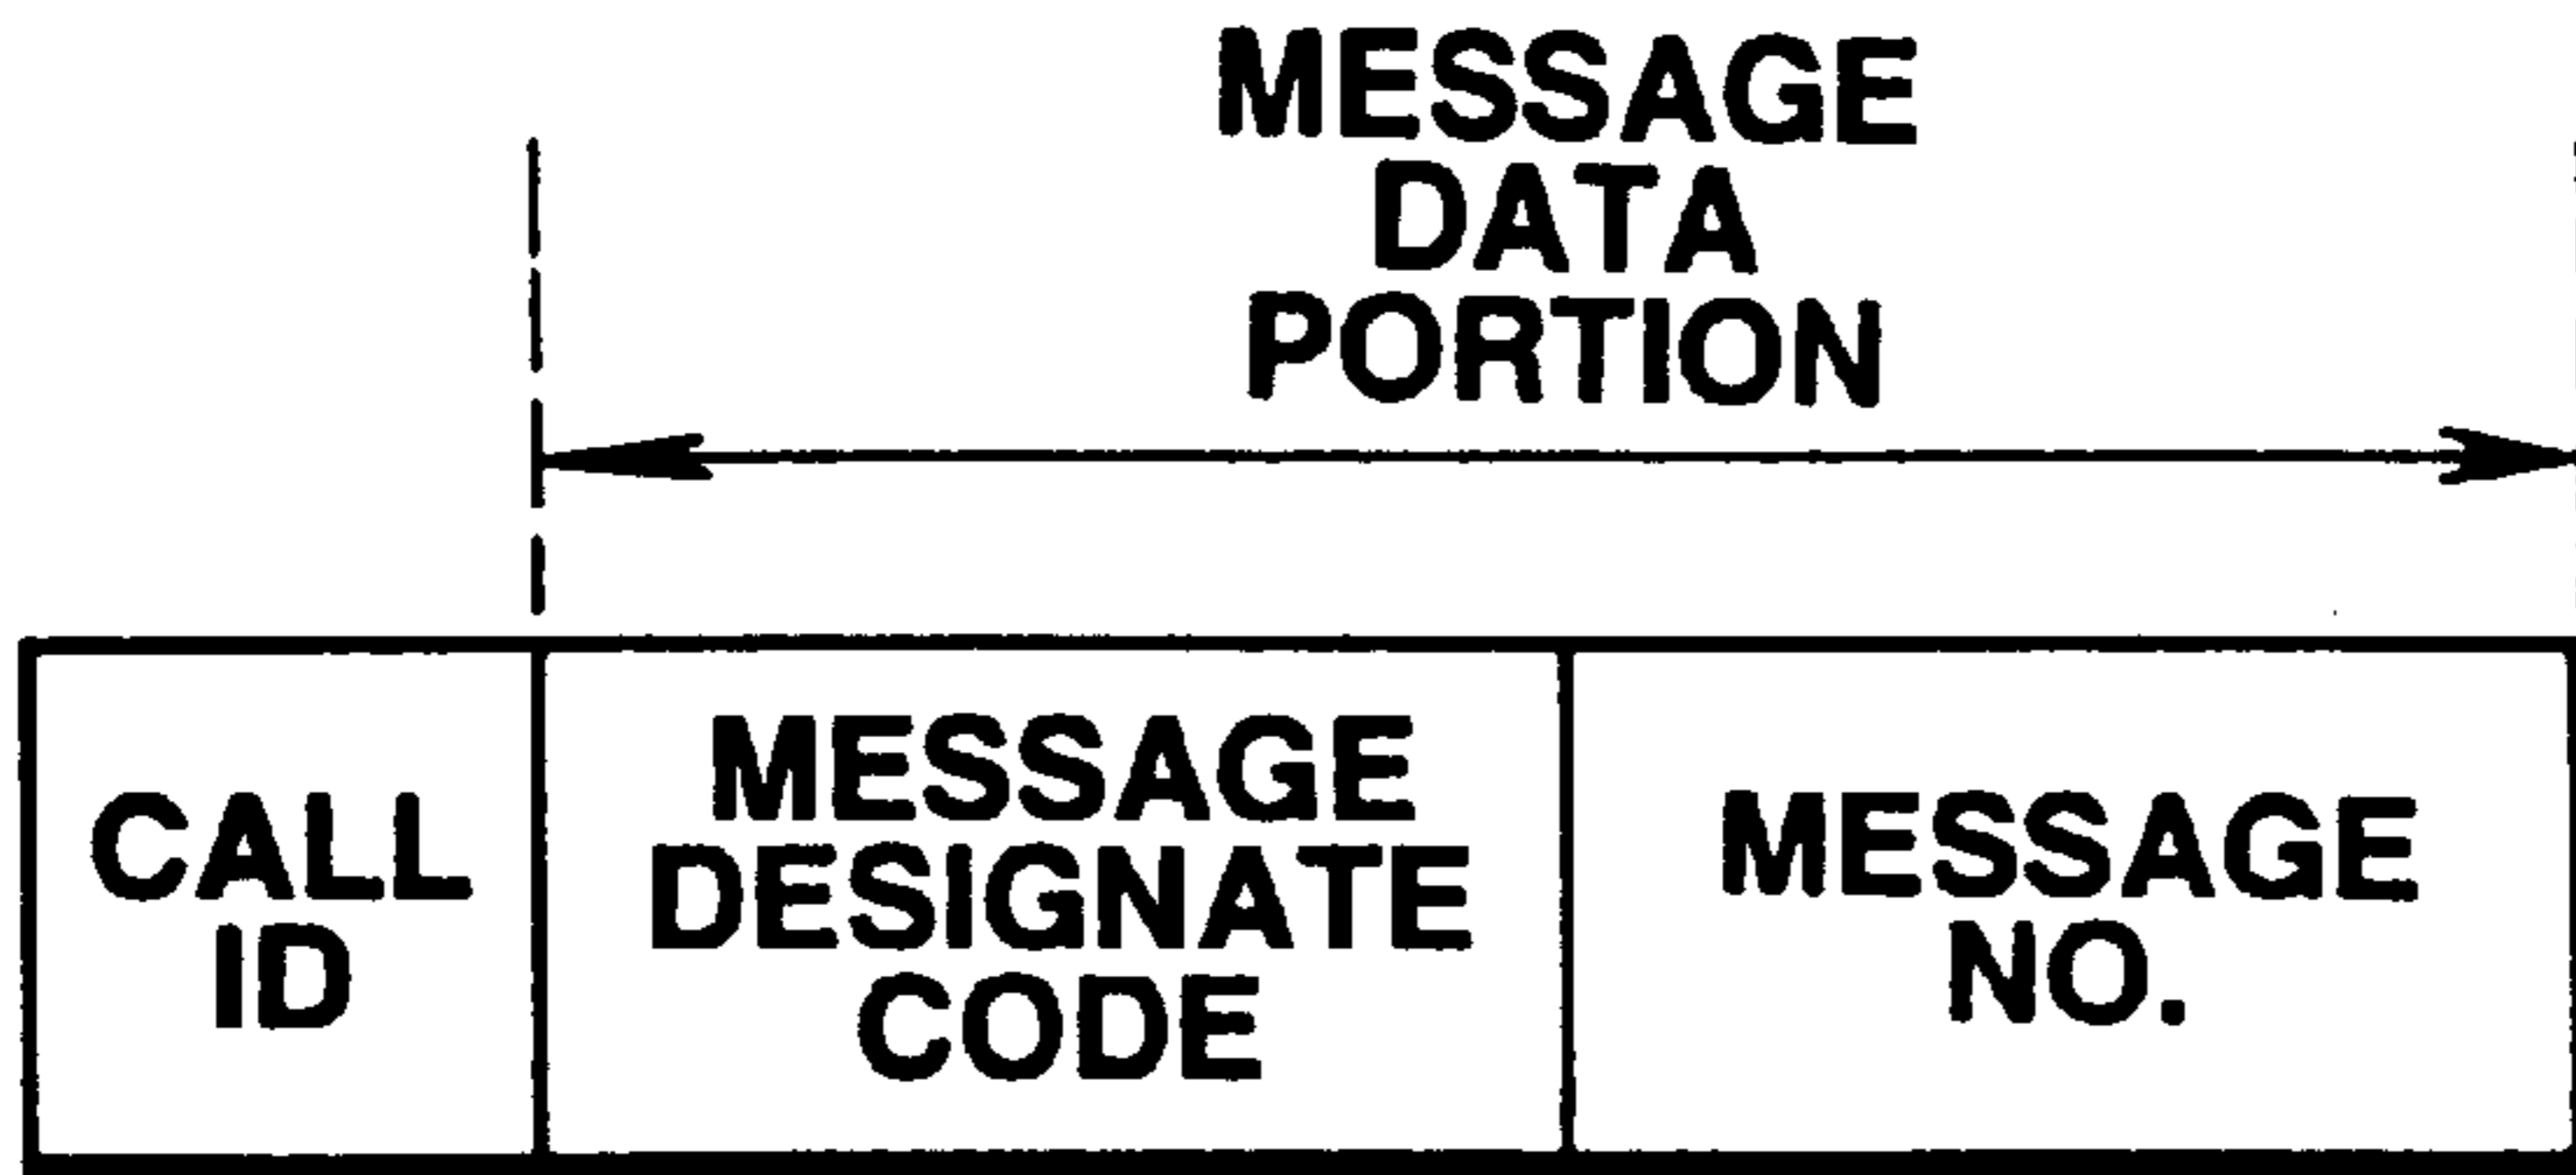 MESSAGE
DATA
PORTION
CALL
ID
MESSAGE
DESIGNATE
CODE
MESSAGE
NO.